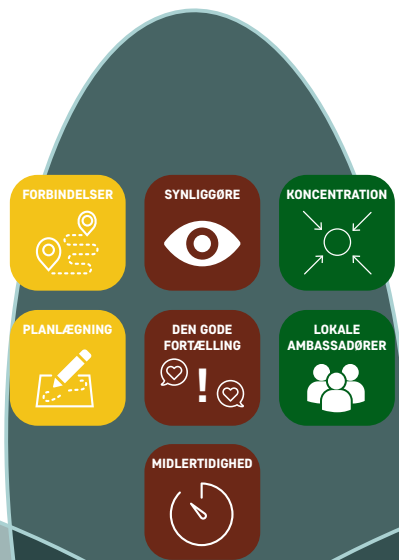 FORBINDELSER
SYNLIGGØRE
KONCENTRATION
PLANLÆGNING
DEN GODE
FORTÆLLING
!
LOKALE
AMBASSADØRER
MIDLERTIDIGHED